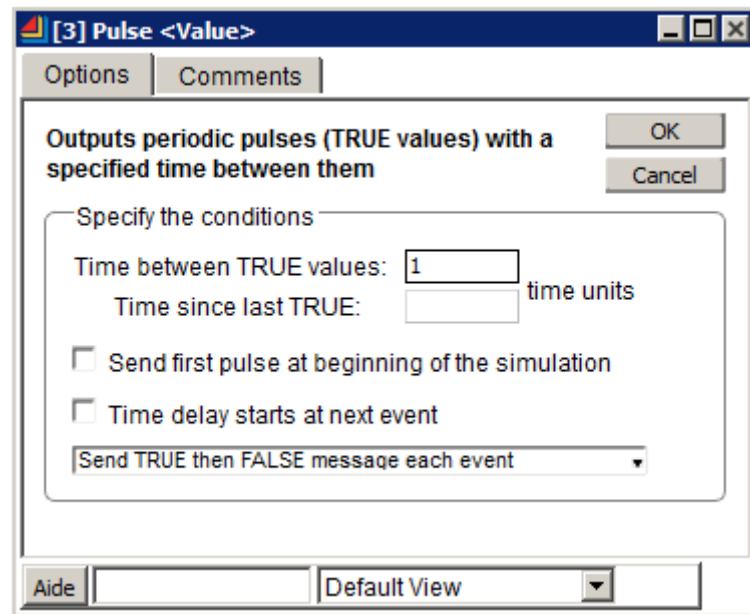 [3] Pulse <Value>
Options
Comments
Outputs periodic pulses (TRUE values) with a
specified time between them
OK
Cancel
Specify the conditions
Time between TRUE values: 1
Time since last TRUE:
time units
Send first pulse at beginning of the simulation
Time delay starts at next event
Send TRUE then FALSE message each event
Aide
Default View